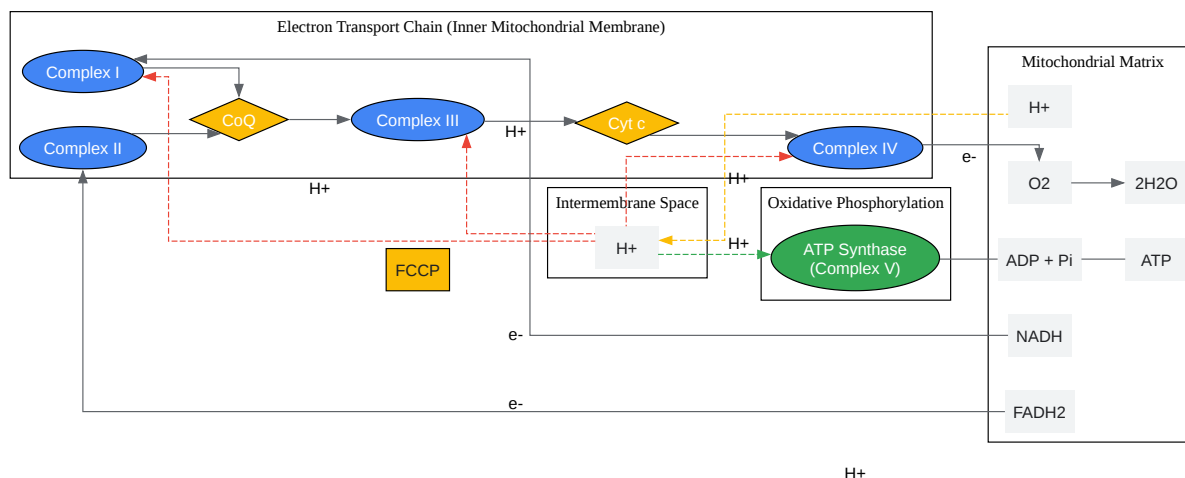 Electron Transport Chain (Inner Mitochondrial Membrane)
Mitochondrial Matrix
Complex I
H+
CoQ
Complex III
Cyt c
H+
Complex II
Complex IV
e-
H+
H+
O2
2H2O
Intermembrane Space
Oxidative Phosphorylation
H+
H+
ATP Synthase
(Complex V)
ADP + Pi
ATP
FCCP
e-
NADH
e-
FADH2
H+